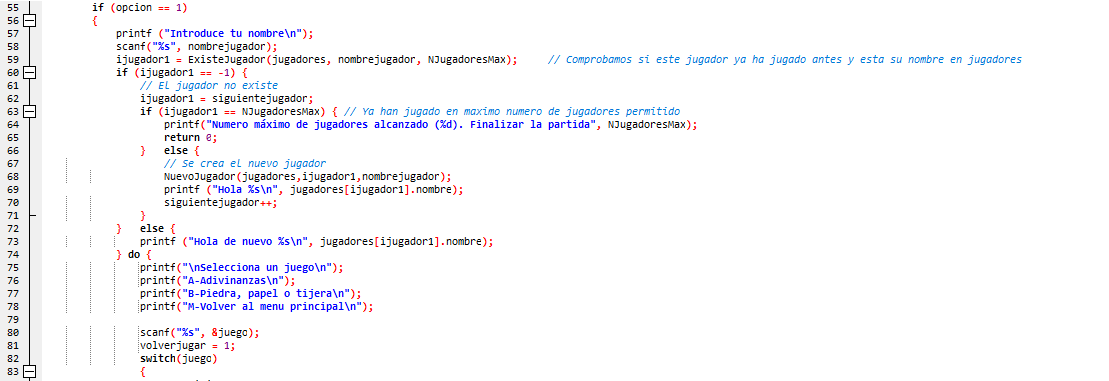 55 if (opcion == 1)
56 {
57 printf ("Introduce tu nombre\n");
58 scanf("%s", nombrejugador);
59 ijugador1 = ExisteJugador(jugadores, nombrejugador, NJugadoresMax); // Comprobamos si este jugador ya ha jugado antes y esta su nombre en jugadores
60 if (ijugador1 == -1) {
61 // El jugador no existe
62 ijugador1 = siguientejugador;
63 if (ijugador1 == NJugadoresMax) { // Ya han jugado en maximo numero de jugadores permitido
64 printf("Numero máximo de jugadores alcanzado (%d). Finalizar la partida", NJugadoresMax);
65 return 0;
66 } else {
67 // Se crea el nuevo jugador
68 NuevoJugador(jugadores,ijugador1,nombrejugador);
69 printf ("Hola %s\n", jugadores[ijugador1].nombre);
70 siguientejugador++;
71 }
72 } else {
73 printf ("Hola de nuevo %s\n", jugadores[ijugador1].nombre);
74 } do {
75 printf("\nSelecciona un juego\n");
76 printf("A-Adivinanzas\n");
77 printf("B-Piedra, papel o tijera\n");
78 printf("M-Volver al menu principal\n");
79
80 scanf("%s", &juego);
81 volverjugar = 1;
82 switch(juego)
83 {